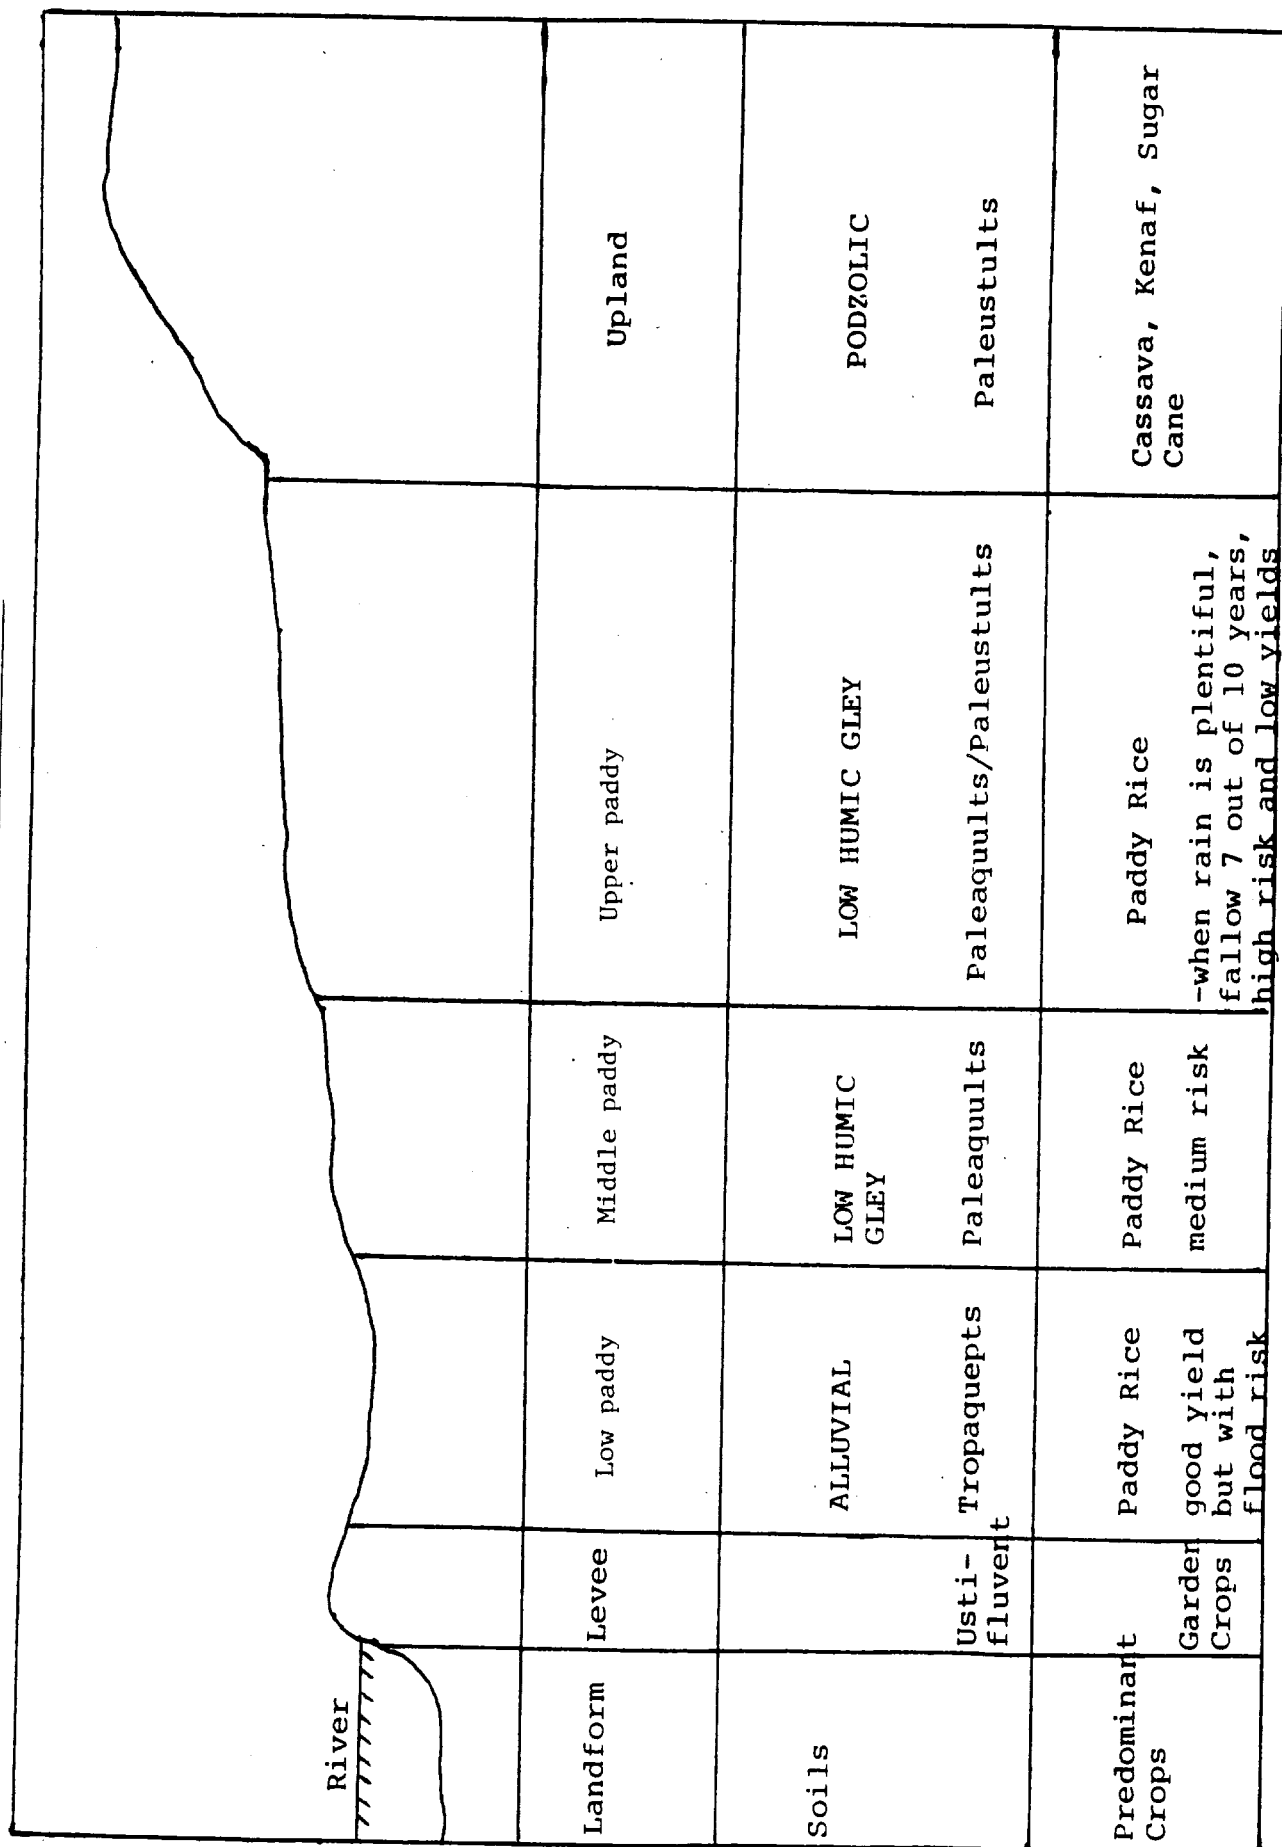 River
Landform
Levee
Low paddy
Middle paddy
Upper paddy
Upland
Soils
Usti-
fluvent
ALLUVIAL
Tropaquepts
LOW HUMIC
GLEY
Paleaquults
LOW HUMIC GLEY
Paleaquults/Paleustults
PODZOLIC
Paleustults
Predominant
Crops
Garden
Crops
Paddy Rice
good yield
but with
flood risk
Paddy Rice
medium risk
Paddy Rice
-when rain is plentiful,
fallow 7 out of 10 years,
high risk and low yields
Cassava, Kenaf, Sugar
Cane